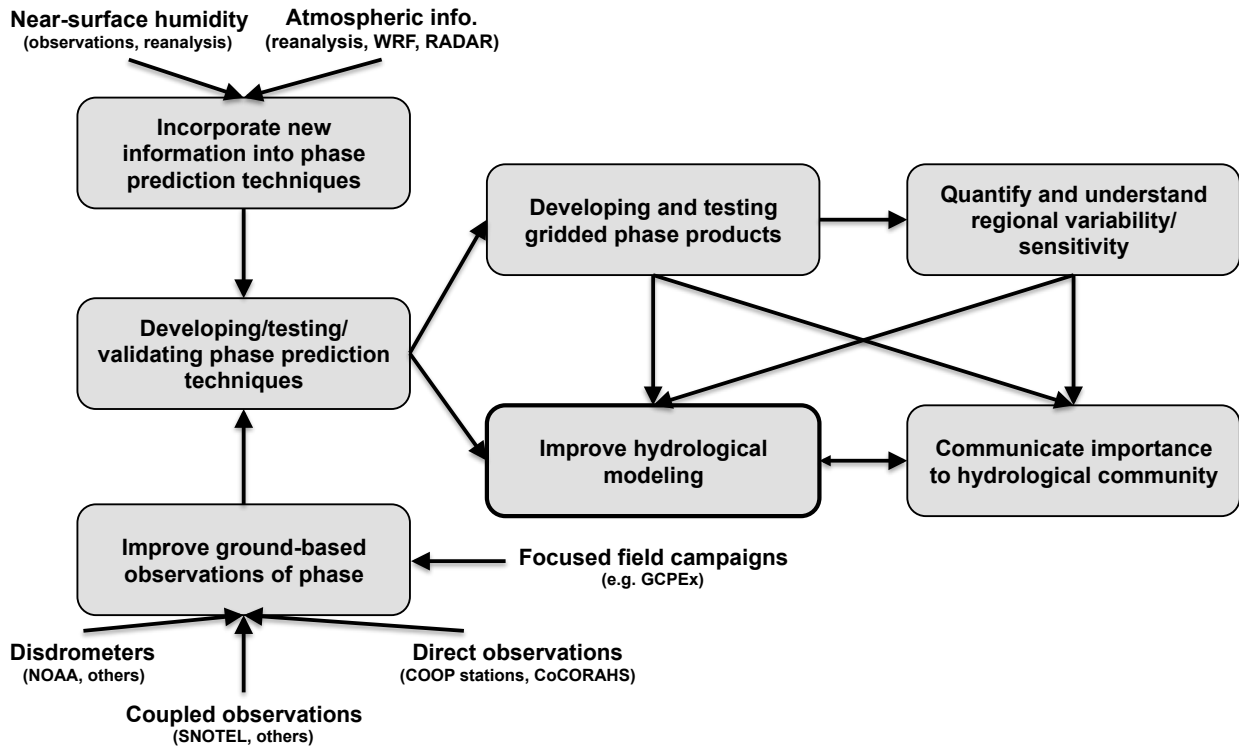 Near-surface humidity
(observations, reanalysis)
Atmospheric info.
(reanalysis, WRF, RADAR)
Incorporate new
information into phase
prediction techniques
Developing and testing
gridded phase products
Quantify and understand
regional variability/
sensitivity
Developing/testing/
validating phase prediction
techniques
Improve hydrological
modeling
Communicate importance
to hydrological community
Improve ground-based
observations of phase
Focused field campaigns
(e.g. GCPEx)
Disdrometers
(NOAA, others)
Direct observations
(COOP stations, CoCORAHS)
Coupled observations
(SNOTEL, others)